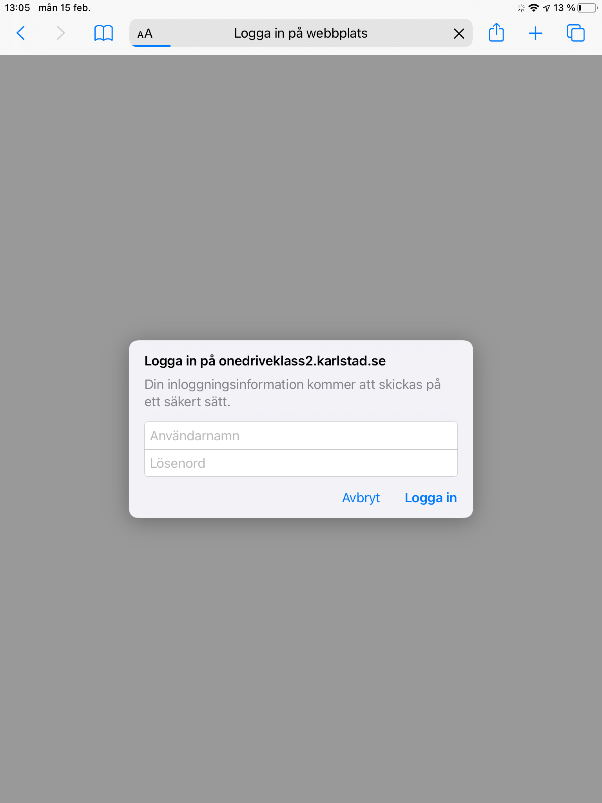 13:05 mån 15 feb. 13 %
AA Logga in på webbplats
Logga in på onedriveklass2.karlstad.se
Din inloggningsinformation kommer att skickas på
ett säkert sätt.
Användarnamn
Lösenord
Avbryt Logga in